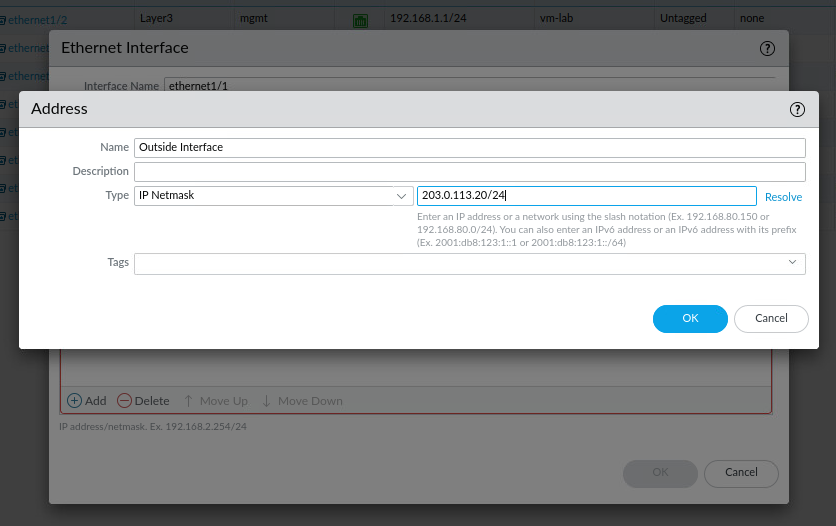 ethernet1/2 Layer3 mgmt 192.168.1.1/24 vm-lab Untagged none
Ethernet Interface ?
ethernet
Interface Name ethernet1/1
ethernet
Address ?
eth
Name Outside Interface
Description
Type IP Netmask 203.0.113.20/24 Resolve
Enter an IP address or a network using the slash notation (Ex. 192.168.80.150 or
192.168.80.0/24). You can also enter an IPv6 address or an IPv6 address with its prefix
(Ex. 2001:db8:123:1::1 or 2001:db8:123:1::/64)
Tags
OK Cancel
Add Delete Move Up Move Down
IP address/netmask. Ex. 192.168.2.254/24
OK Cancel